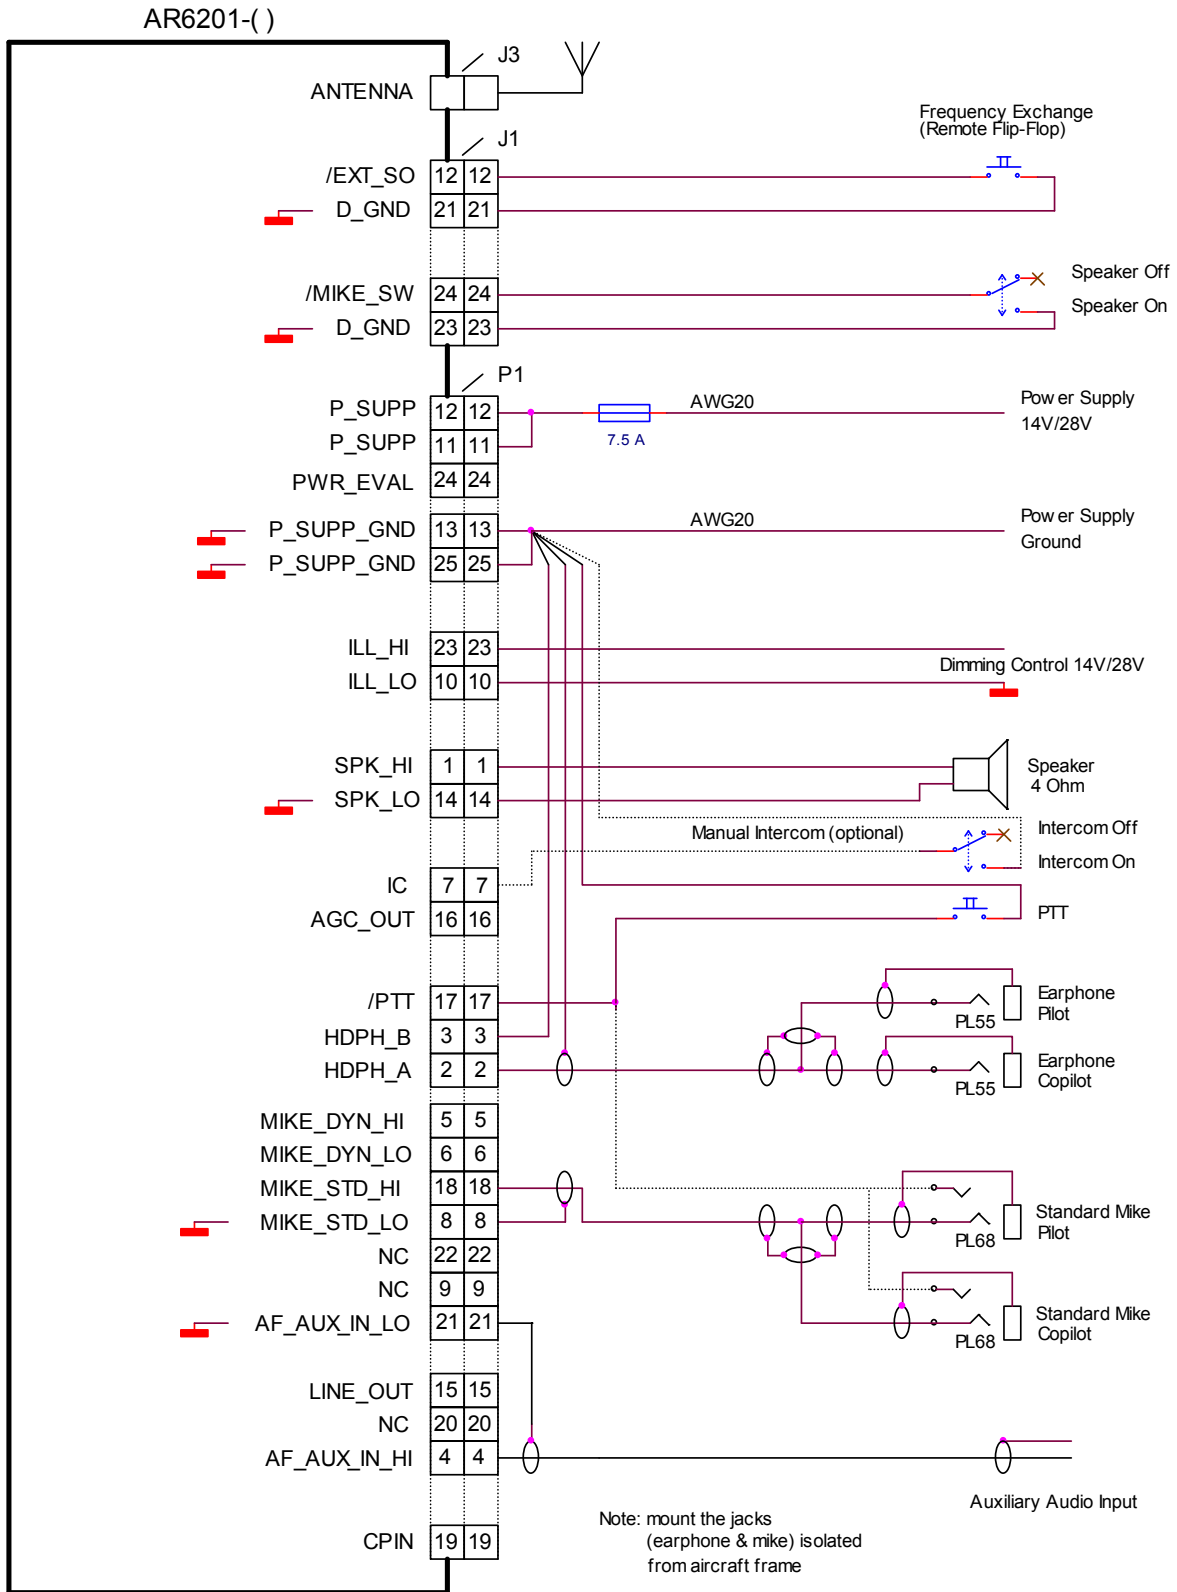 AR6201-( )
J3
ANTENNA
J1
Frequency Exchange
(Remote Flip-Flop)
/EXT_SO 12 12
D_GND 21 21
/MIKE_SW 24 24
Speaker Off
Speaker On
D_GND 23 23
P1
P_SUPP 12 12 AWG20 Power Supply
14V/28V
P_SUPP 11 11 7.5 A
PWR_EVAL 24 24
P_SUPP_GND 13 13 AWG20 Power Supply
Ground
P_SUPP_GND 25 25
ILL_HI 23 23
Dimming Control 14V/28V
ILL_LO 10 10
SPK_HI 1 1 Speaker
4 Ohm
SPK_LO 14 14
Manual Intercom (optional) Intercom Off
Intercom On
IC 7 7
AGC_OUT 16 16 PTT
/PTT 17 17 Earphone
Pilot
PL55
HDPH_B 3 3
HDPH_A 2 2 Earphone
Copilot
PL55
MIKE_DYN_HI 5 5
MIKE_DYN_LO 6 6
MIKE_STD_HI 18 18
MIKE_STD_LO 8 8 Standard Mike
Pilot
PL68
NC 22 22
NC 9 9
AF_AUX_IN_LO 21 21 Standard Mike
Copilot
PL68
LINE_OUT 15 15
NC 20 20
AF_AUX_IN_HI 4 4
Auxiliary Audio Input
Note: mount the jacks
(earphone & mike) isolated
from aircraft frame
CPIN 19 19